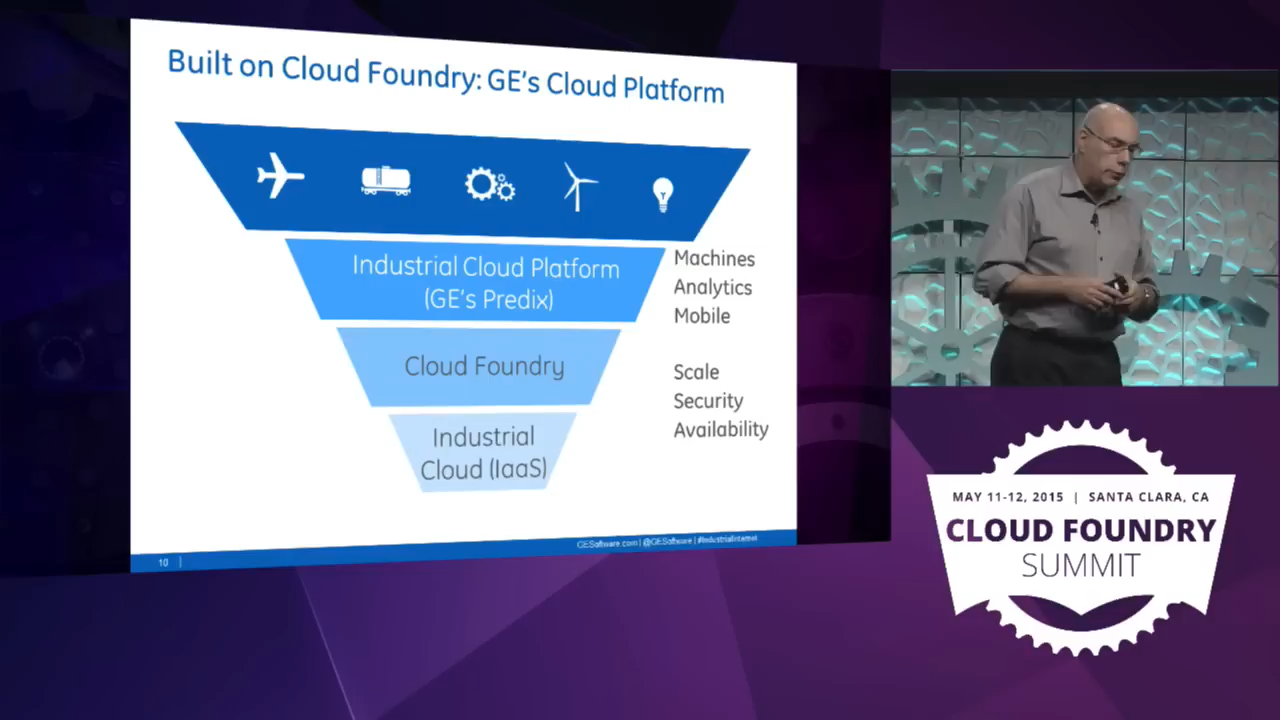 Built on Cloud Foundry: GE's Cloud Platform
Industrial Cloud Platform
(GE's Predix)
Machines
Analytics
Mobile
Cloud Foundry
Scale
Security
Availability
Industrial
Cloud (IaaS)
10
GESoftware.com | @GESoftware | #IndustrialInternet
MAY 11-12, 2015 | SANTA CLARA, CA
CLOUD FOUNDRY
SUMMIT